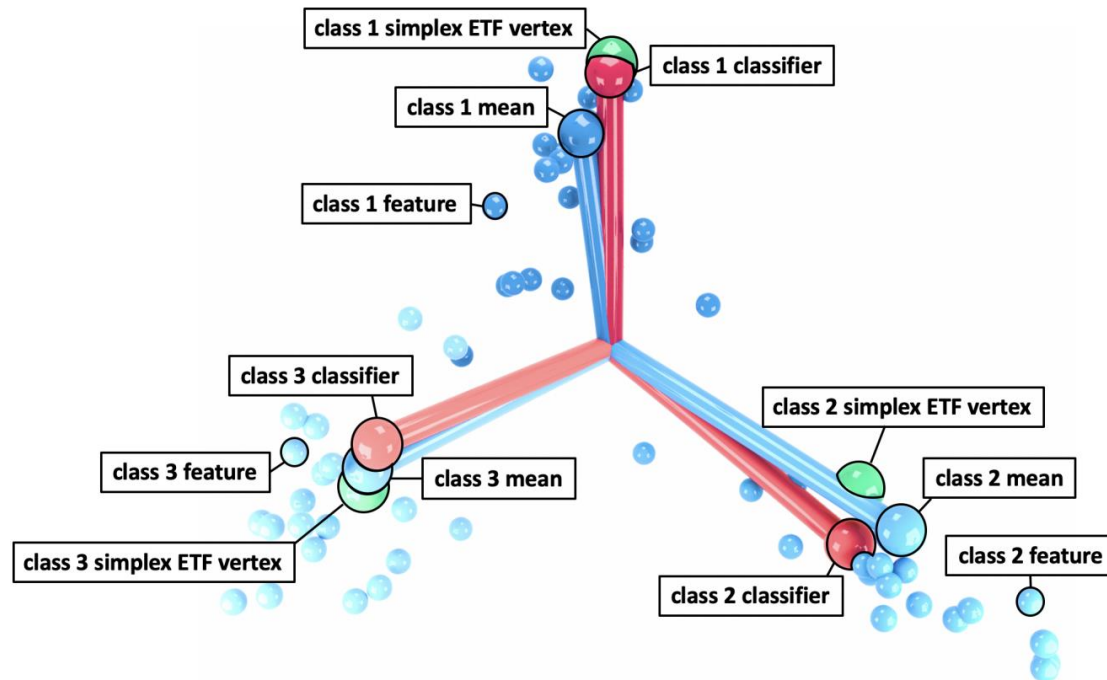 class 1 simplex ETF vertex
class 1 classifier
class 1 mean
class 1 feature
class 3 classifier
class 2 simplex ETF vertex
class 3 feature
class 3 mean
class 2 mean
class 3 simplex ETF vertex
class 2 feature
class 2 classifier